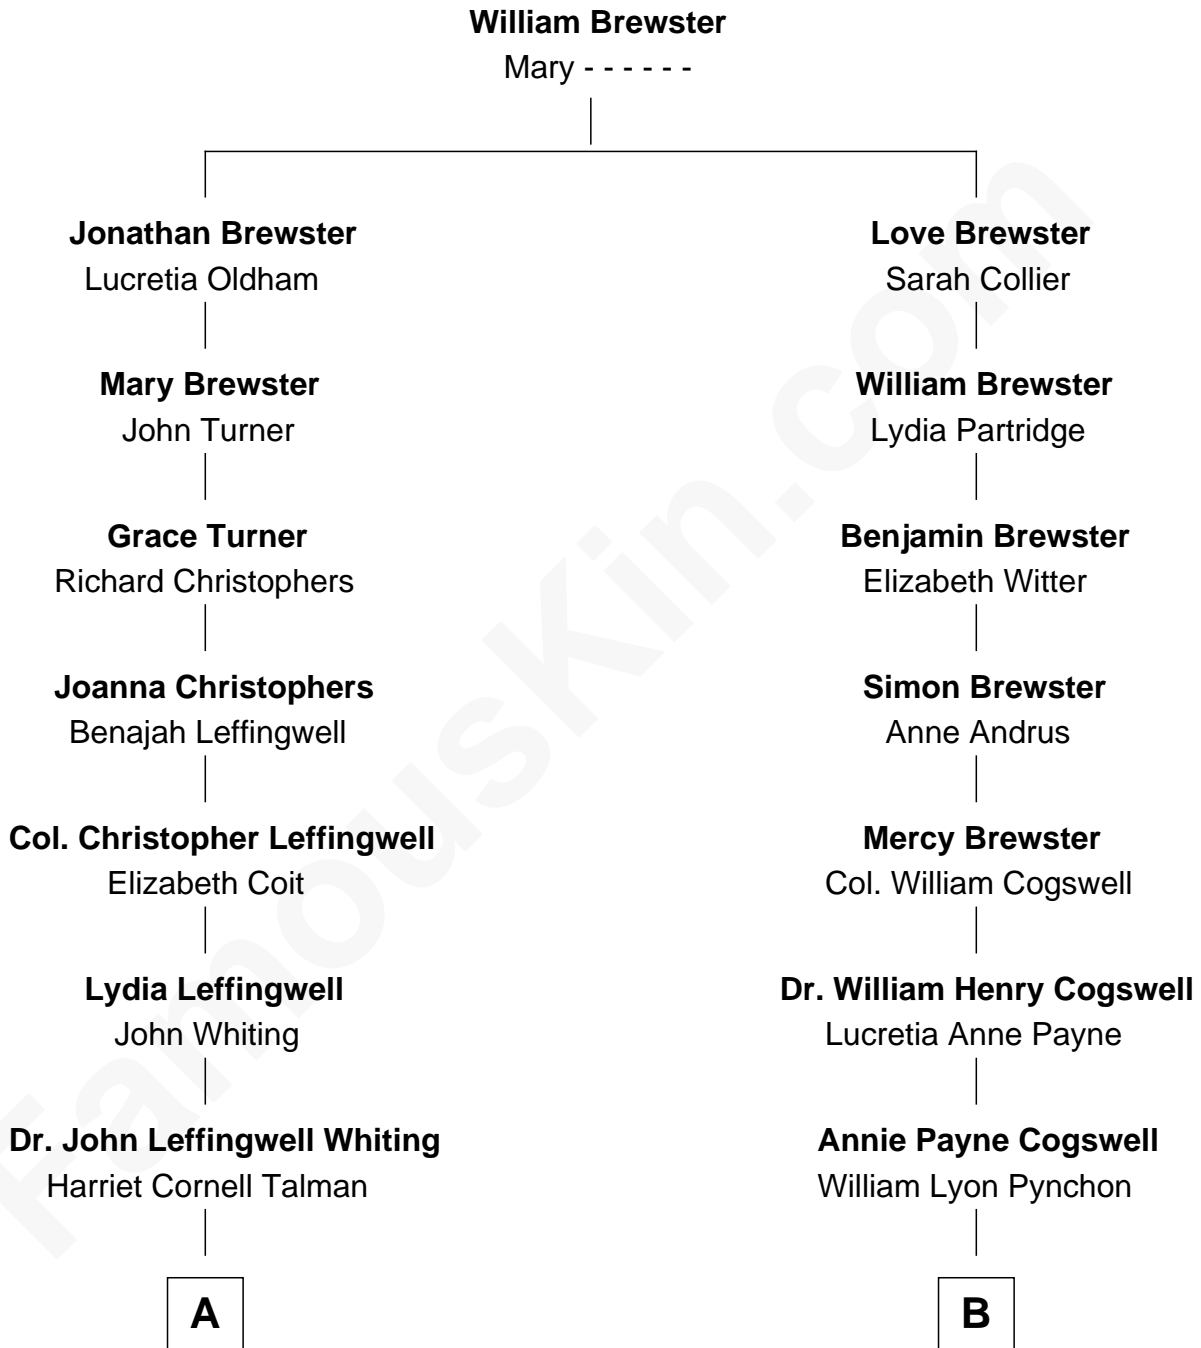 William Brewster
Mary - - - - - -
Jonathan Brewster
Lucretia Oldham
Love Brewster
Sarah Collier
Mary Brewster
John Turner
William Brewster
Lydia Partridge
Grace Turner
Richard Christophers
Benjamin Brewster
Elizabeth Witter
Joanna Christophers
Benajah Leffingwell
Simon Brewster
Anne Andrus
Col. Christopher Leffingwell
Elizabeth Coit
Mercy Brewster
Col. William Cogswell
Lydia Leffingwell
John Whiting
Dr. William Henry Cogswell
Lucretia Anne Payne
Dr. John Leffingwell Whiting
Harriet Cornell Talman
Annie Payne Cogswell
William Lyon Pynchon
A
B
FamousKin.com